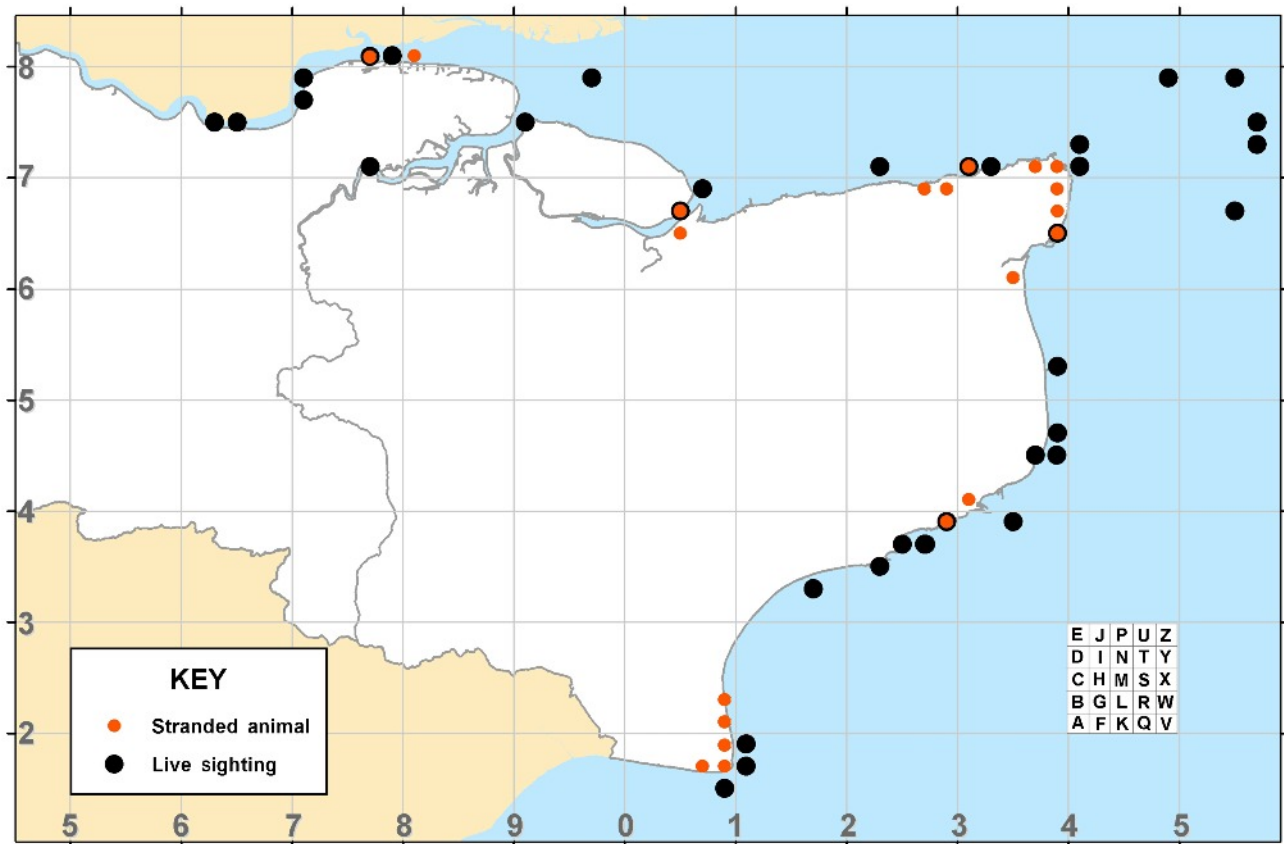 8
7
6
5
4
3
2
E J P U Z
D I N T Y
C H M S X
B G L R W
A F K Q V
KEY
Stranded animal
Live sighting
5 6 7 8 9 0 1 2 3 4 5